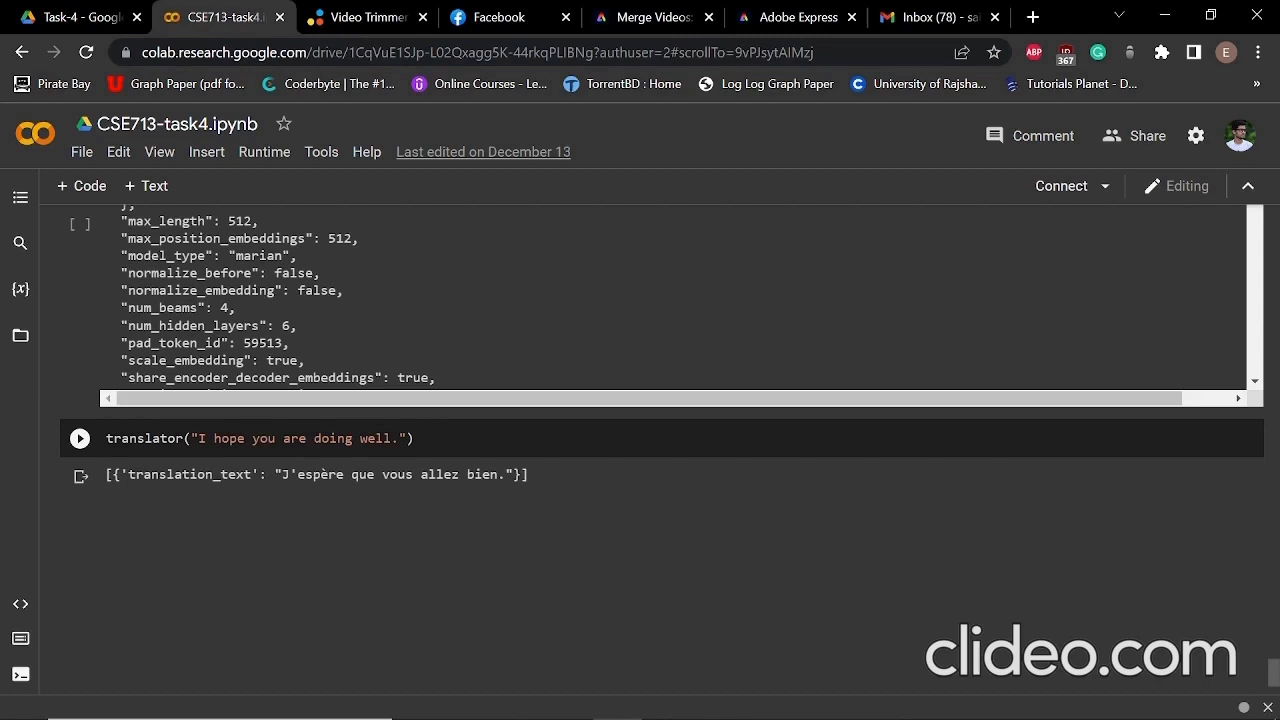 Task-4 - Google
CSE713-task4.i
Video Trimmer
Facebook
Merge Videos:
Adobe Express
Inbox (78) - sa
colab.research.google.com/drive/1CqVuE1SJp-L02Qxagg5K-44rkqPLIBNg?authuser=2#scrollTo=9vPJsytAlMzj
ABP
367
E
Pirate Bay
Graph Paper (pdf fo...
Coderbyte | The #1...
Online Courses - Le...
TorrentBD : Home
Log Log Graph Paper
University of Rajsha...
Tutorials Planet - D...
»
CSE713-task4.ipynb
Comment
Share
File Edit View Insert Runtime Tools Help Last edited on December 13
+ Code + Text
Connect
Editing
[ ]
},
"max_length": 512,
"max_position_embeddings": 512,
"model_type": "marian",
"normalize_before": false,
"normalize_embedding": false,
"num_beams": 4,
"num_hidden_layers": 6,
"pad_token_id": 59513,
"scale_embedding": true,
"share_encoder_decoder_embeddings": true,
translator("I hope you are doing well.")
[{'translation_text': "J'espère que vous allez bien."}]
clideo.com